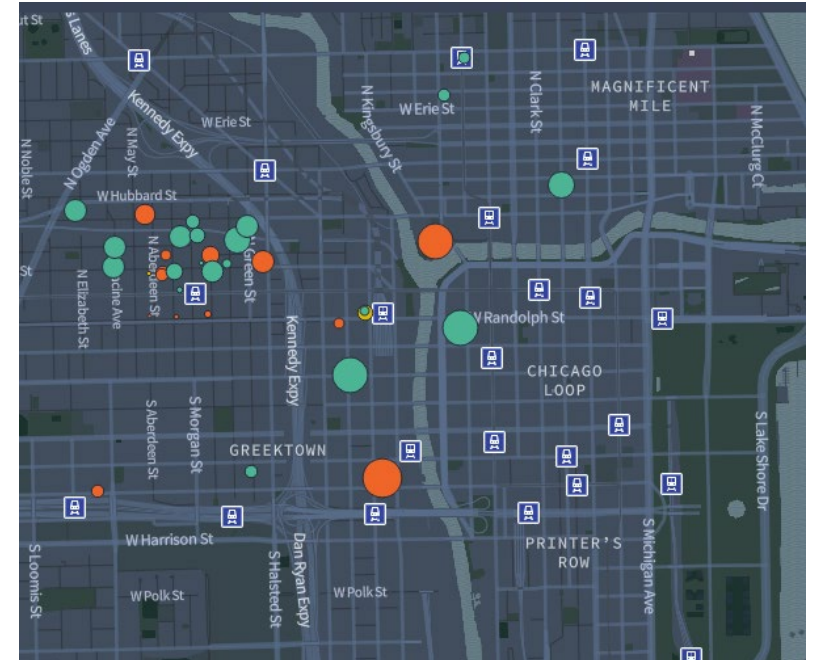 ut St
s Lanes
Kennedy Expy
N Kingsbury St
N Clark St
MAGNIFICENT
MILE
W Erie St
W Erie St
N McClurg Ct
N Noble St
N Ogden Ave
N May St
W Hubbard St
N Aberdeen St
N Green St
St
N Elizabeth St
cine Ave
W Randolph St
Kennedy Expy
CHICAGO
LOOP
S Aberdeen St
S Morgan St
S Lake Shore Dr
GREEKTOWN
W Harrison St
PRINTER'S
ROW
S Michigan Ave
S Loomis St
S Halsted St
Dan Ryan Expy
W Polk St
W Polk St